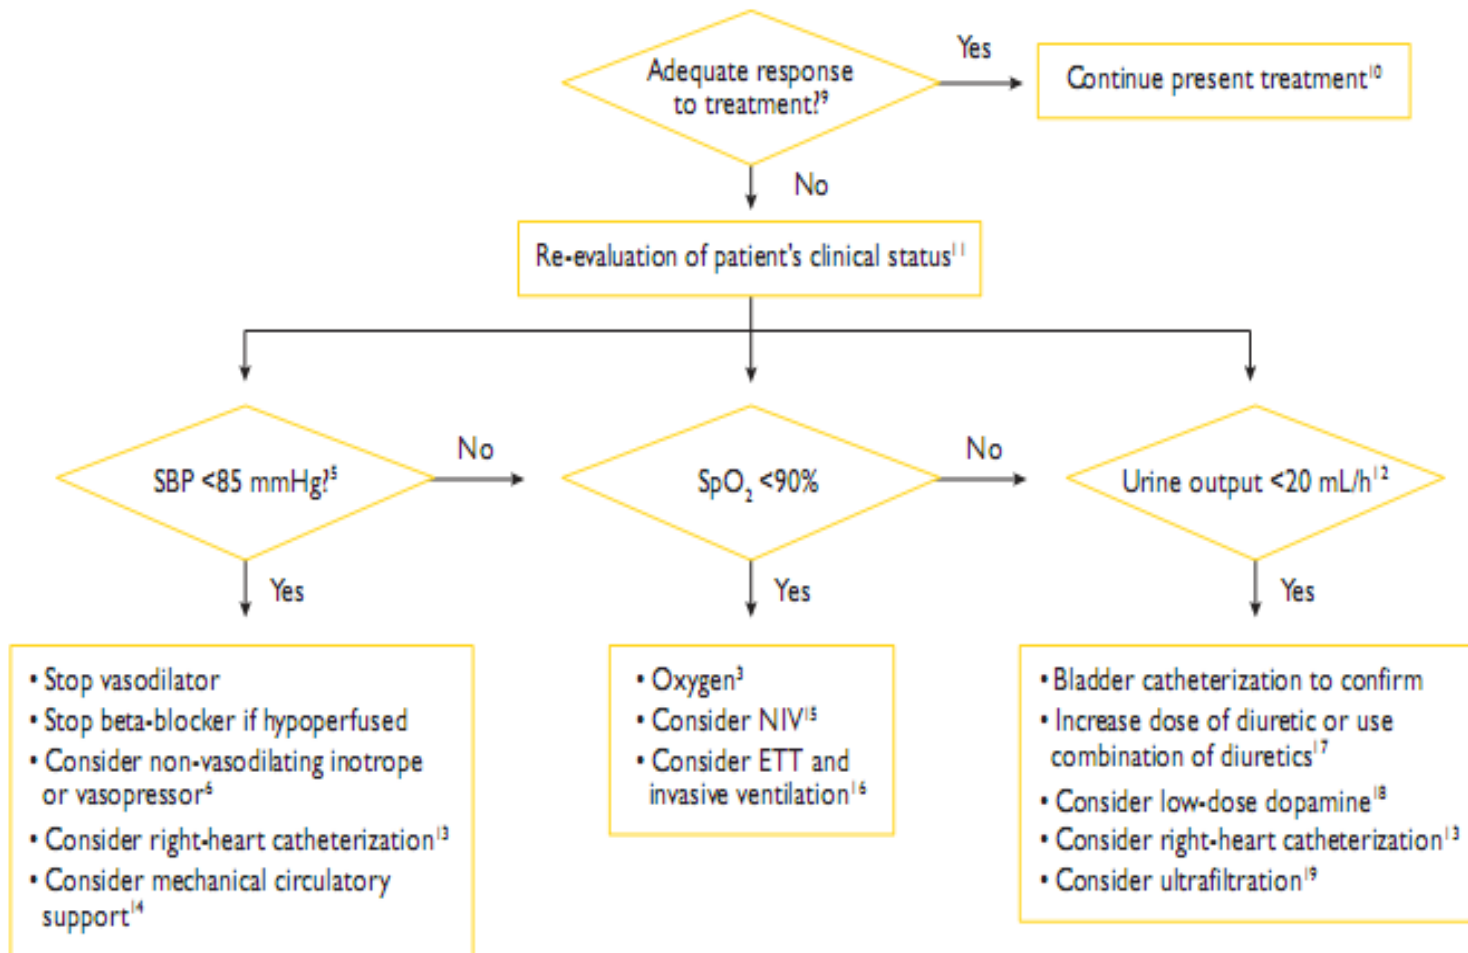 Adequate response
to treatment?⁹
Yes
Continue present treatment¹⁰
No
Re-evaluation of patient's clinical status¹¹
SBP <85 mmHg?⁵
No
SpO₂ <90%
No
Urine output <20 mL/h¹²
Yes
Yes
Yes
• Stop vasodilator
• Stop beta-blocker if hypoperfused
• Consider non-vasodilating inotrope
or vasopressor⁶
• Consider right-heart catheterization¹³
• Consider mechanical circulatory
support¹⁴
• Oxygen³
• Consider NIV¹⁵
• Consider ETT and
invasive ventilation¹⁶
• Bladder catheterization to confirm
• Increase dose of diuretic or use
combination of diuretics¹⁷
• Consider low-dose dopamine¹⁸
• Consider right-heart catheterization¹³
• Consider ultrafiltration¹⁹